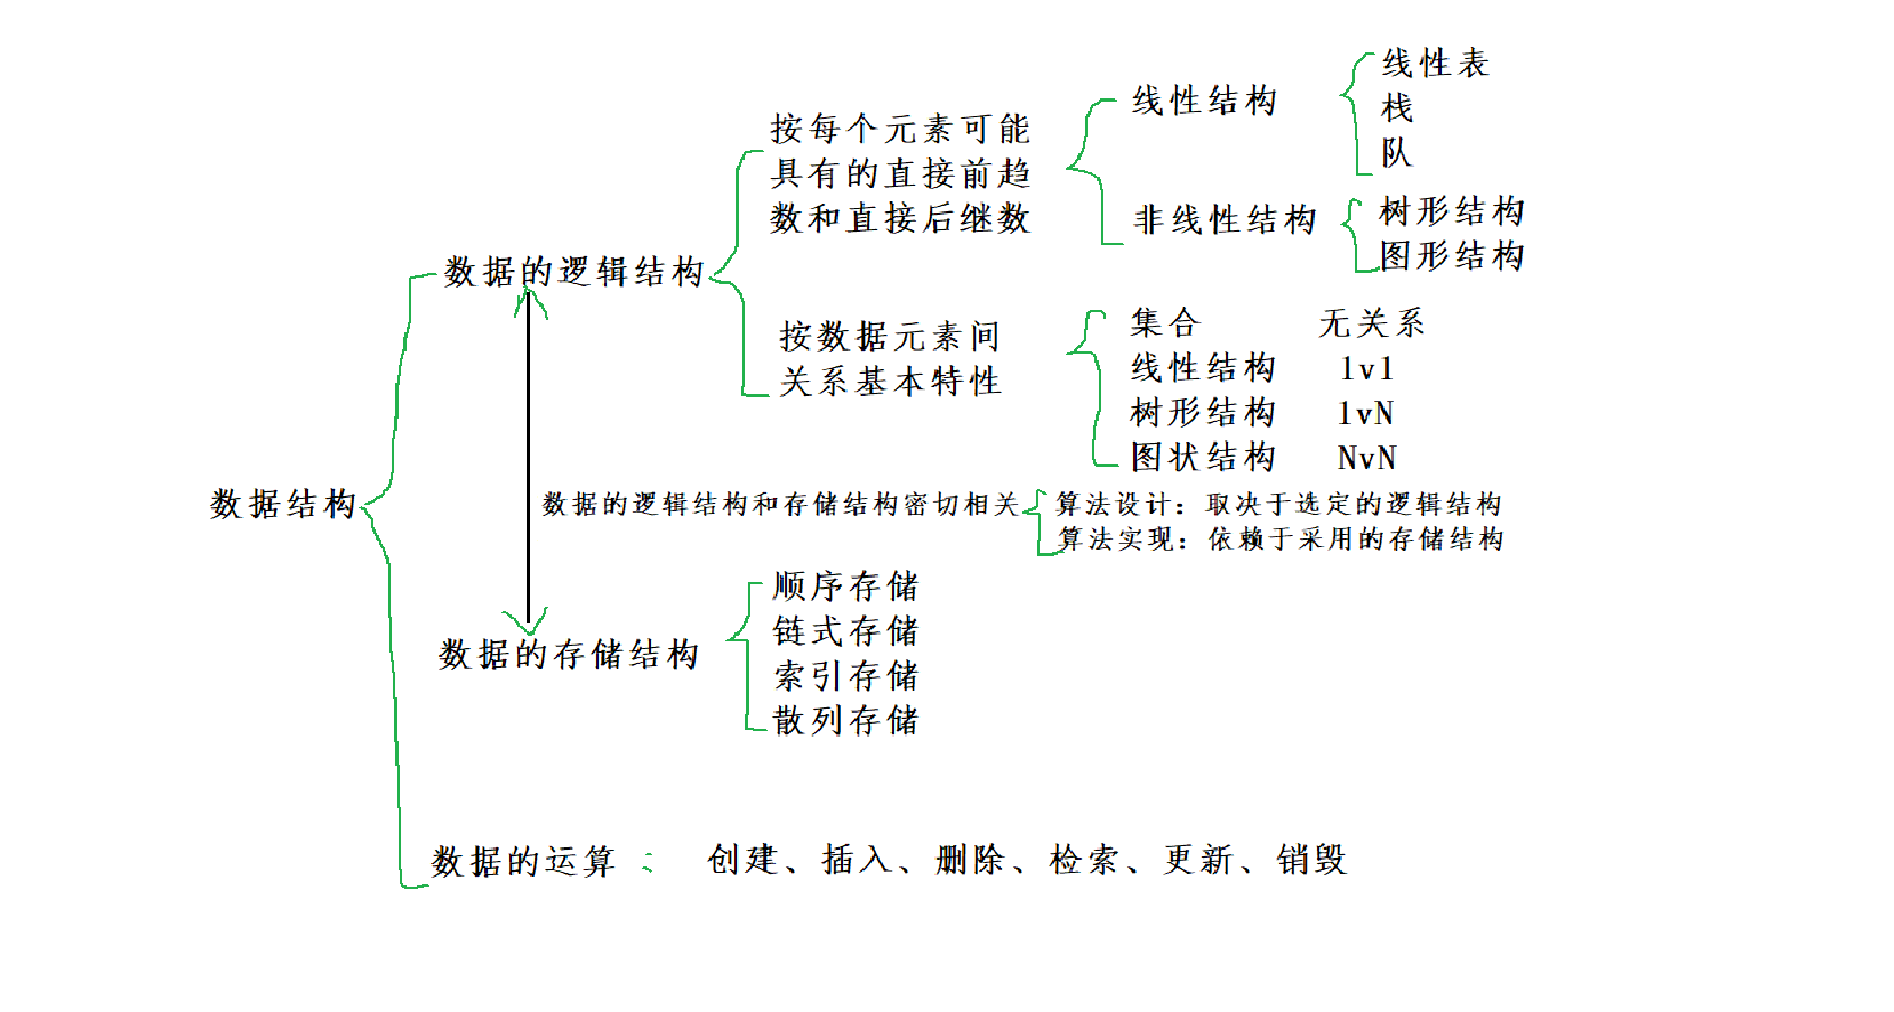 线性表
线性结构
栈
按每个元素可能
具有的直接前趋
数和直接后继数
队
非线性结构
树形结构
图形结构
数据的逻辑结构
按数据元素间
关系基本特性
集合 无关系
线性结构 1v1
树形结构 1vN
图状结构 NvN
数据结构
数据的逻辑结构和存储结构密切相关
算法设计：取决于选定的逻辑结构
算法实现：依赖于采用的存储结构
数据的存储结构
顺序存储
链式存储
索引存储
散列存储
数据的运算 ： 创建、插入、删除、检索、更新、销毁